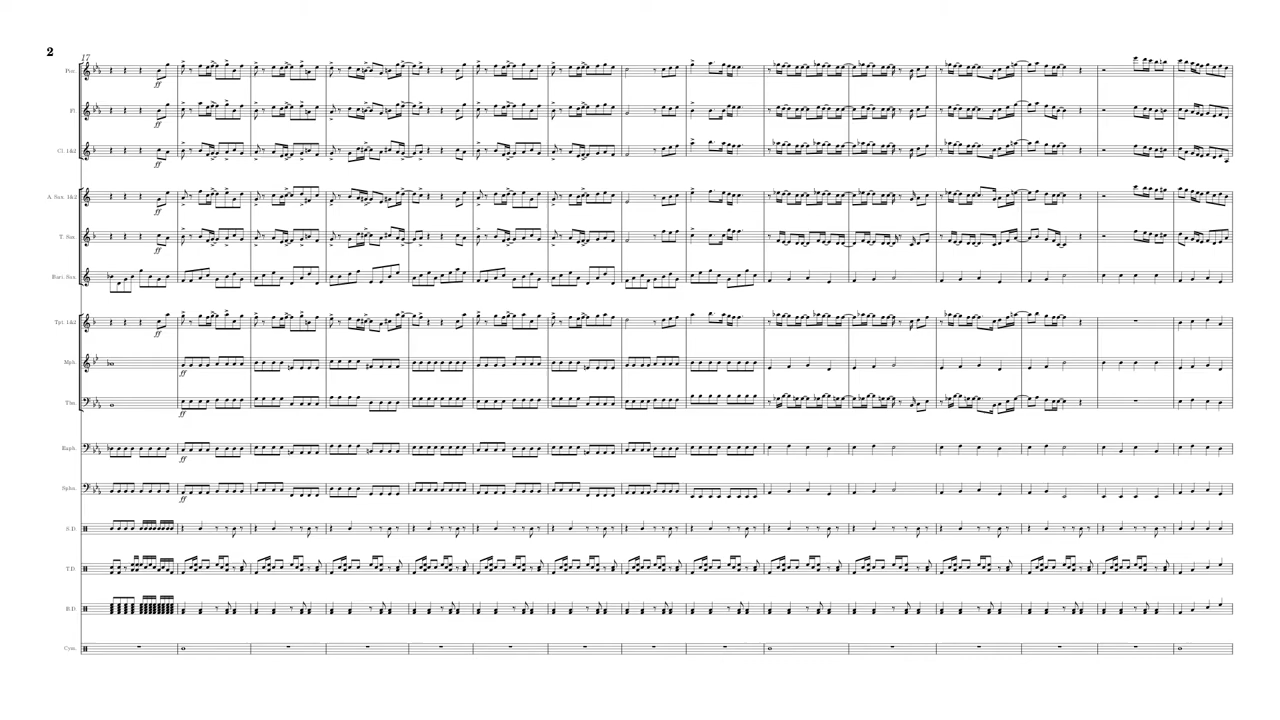 2
17
Picc.
ff
Fl.
ff
Cl. 1&2
ff
A. Sax. 1&2
ff
T. Sax.
ff
Bari. Sax.
Tpt. 1&2
ff
Mph.
ff
Tbn.
ff
Euph.
ff
Sphn.
ff
S.D.
T.D.
B.D.
Cym.